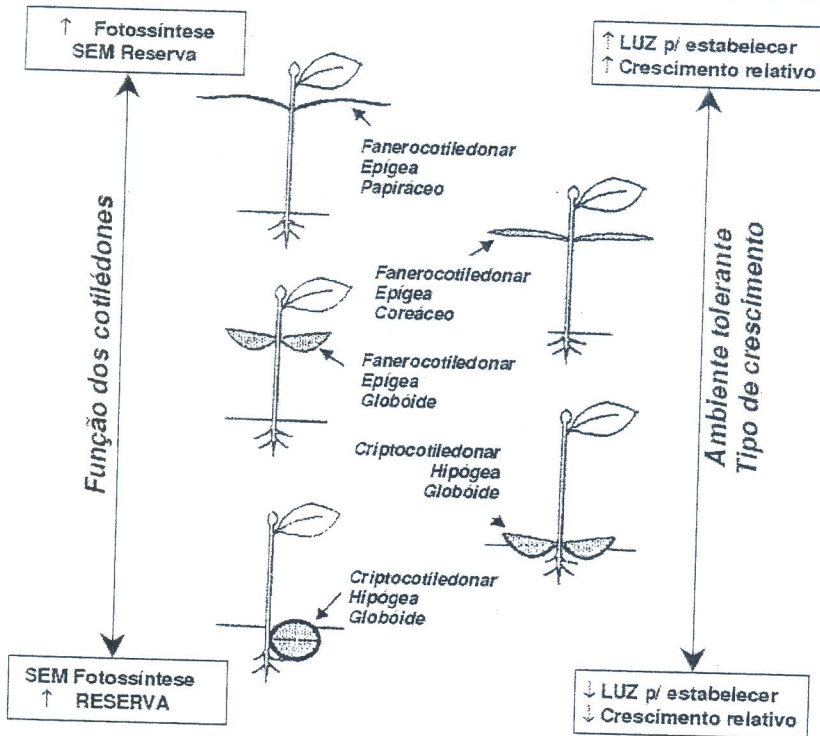 ↑ Fotossíntese
SEM Reserva
↑ LUZ p/ estabelecer
↑ Crescimento relativo
Fanerocotiledonar
Epígea
Papiráceo
Fanerocotiledonar
Epígea
Coreáceo
Fanerocotiledonar
Epígea
Globóide
Criptocotiledonar
Hipógea
Globóide
Criptocotiledonar
Hipógea
Globóide
Função dos cotilédones
Ambiente tolerante
Tipo de crescimento
SEM Fotossíntese
↑ RESERVA
↓ LUZ p/ estabelecer
↓ Crescimento relativo